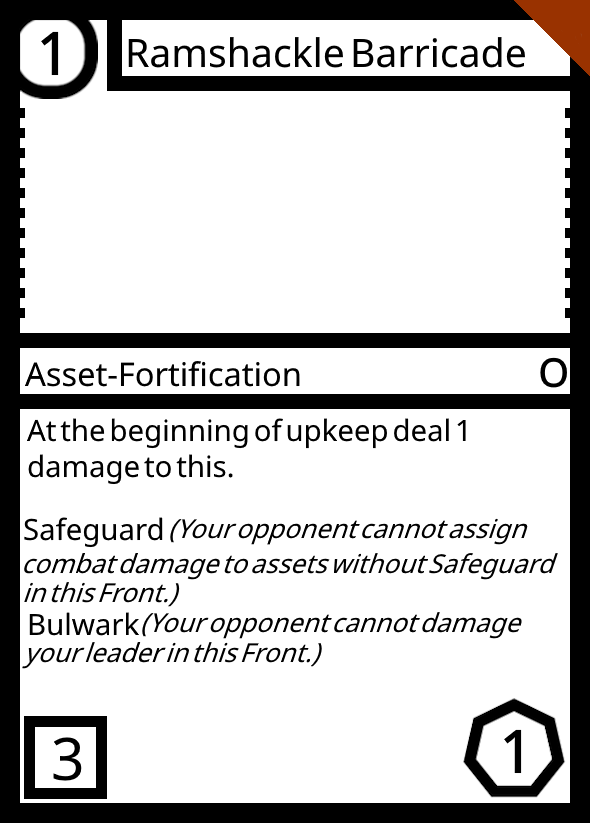 1
Ramshackle Barricade
Asset-Fortification
O
At the beginning of upkeep deal 1
damage to this.
Safeguard (Your opponent cannot assign
combat damage to assets without Safeguard
in this Front.)
Bulwark (Your opponent cannot damage
your leader in this Front.)
3
1